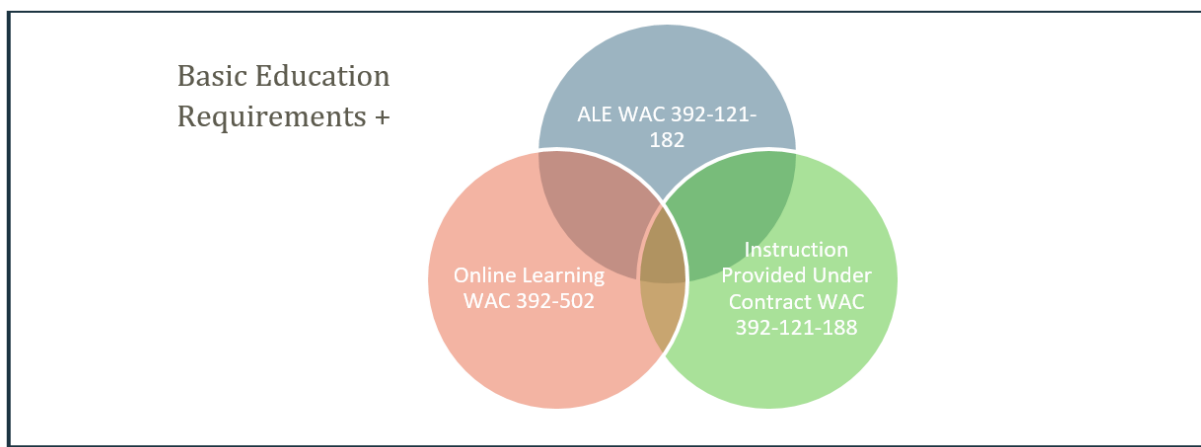 Basic Education
Requirements +
ALE WAC 392-121-
182
Online Learning
WAC 392-502
Instruction
Provided Under
Contract WAC
392-121-188